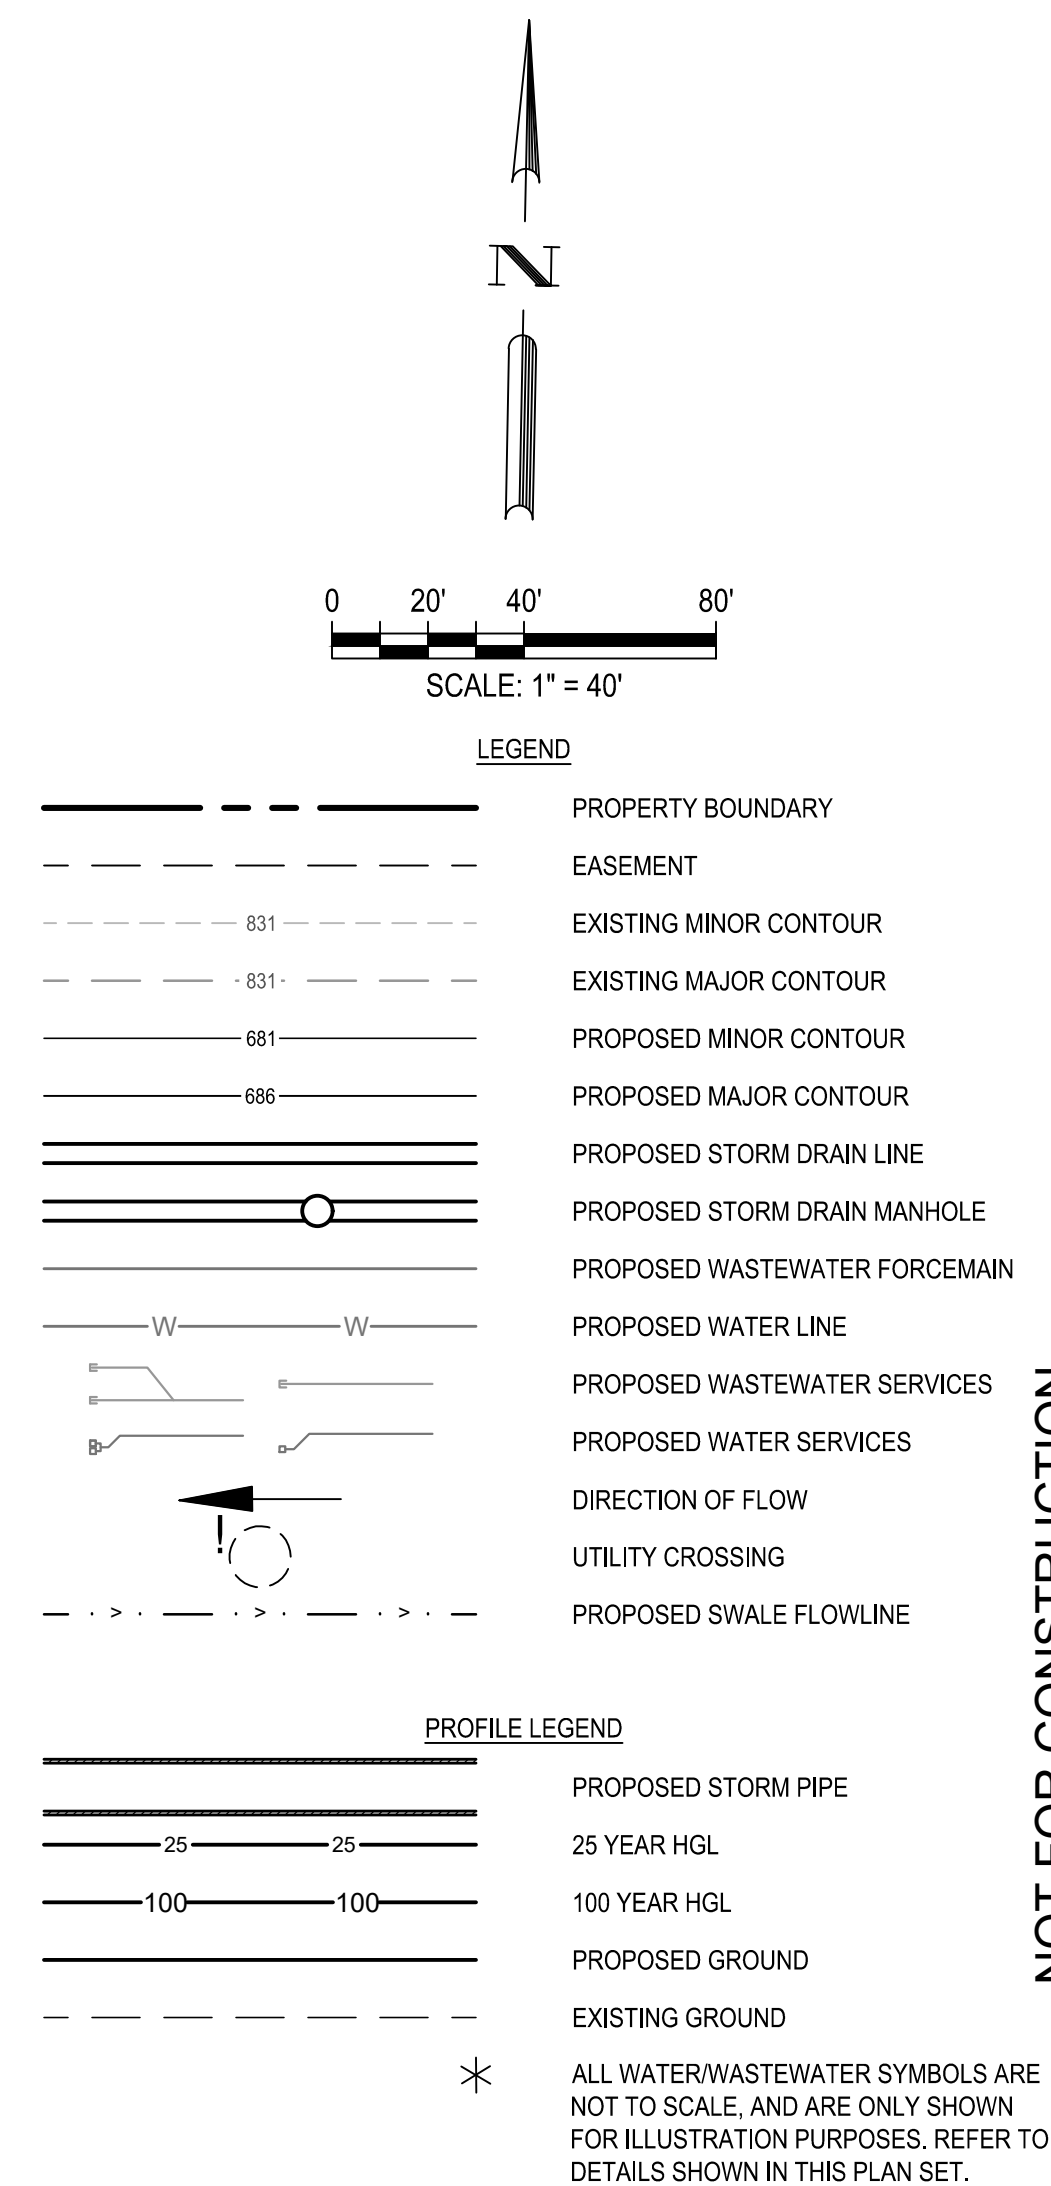 N
0 20' 40' 80'
SCALE: 1" = 40'
LEGEND
PROPERTY BOUNDARY
EASEMENT
831 EXISTING MINOR CONTOUR
831 EXISTING MAJOR CONTOUR
681 PROPOSED MINOR CONTOUR
686 PROPOSED MAJOR CONTOUR
PROPOSED STORM DRAIN LINE
PROPOSED STORM DRAIN MANHOLE
PROPOSED WASTEWATER FORCEMAIN
W W PROPOSED WATER LINE
PROPOSED WASTEWATER SERVICES
PROPOSED WATER SERVICES
DIRECTION OF FLOW
! UTILITY CROSSING
> > > PROPOSED SWALE FLOWLINE
PROFILE LEGEND
PROPOSED STORM PIPE
25 25 25 YEAR HGL
100 100 100 YEAR HGL
PROPOSED GROUND
EXISTING GROUND
* ALL WATER/WASTEWATER SYMBOLS ARE
NOT TO SCALE, AND ARE ONLY SHOWN
FOR ILLUSTRATION PURPOSES. REFER TO
DETAILS SHOWN IN THIS PLAN SET.
NOT FOR CONSTRUCTION